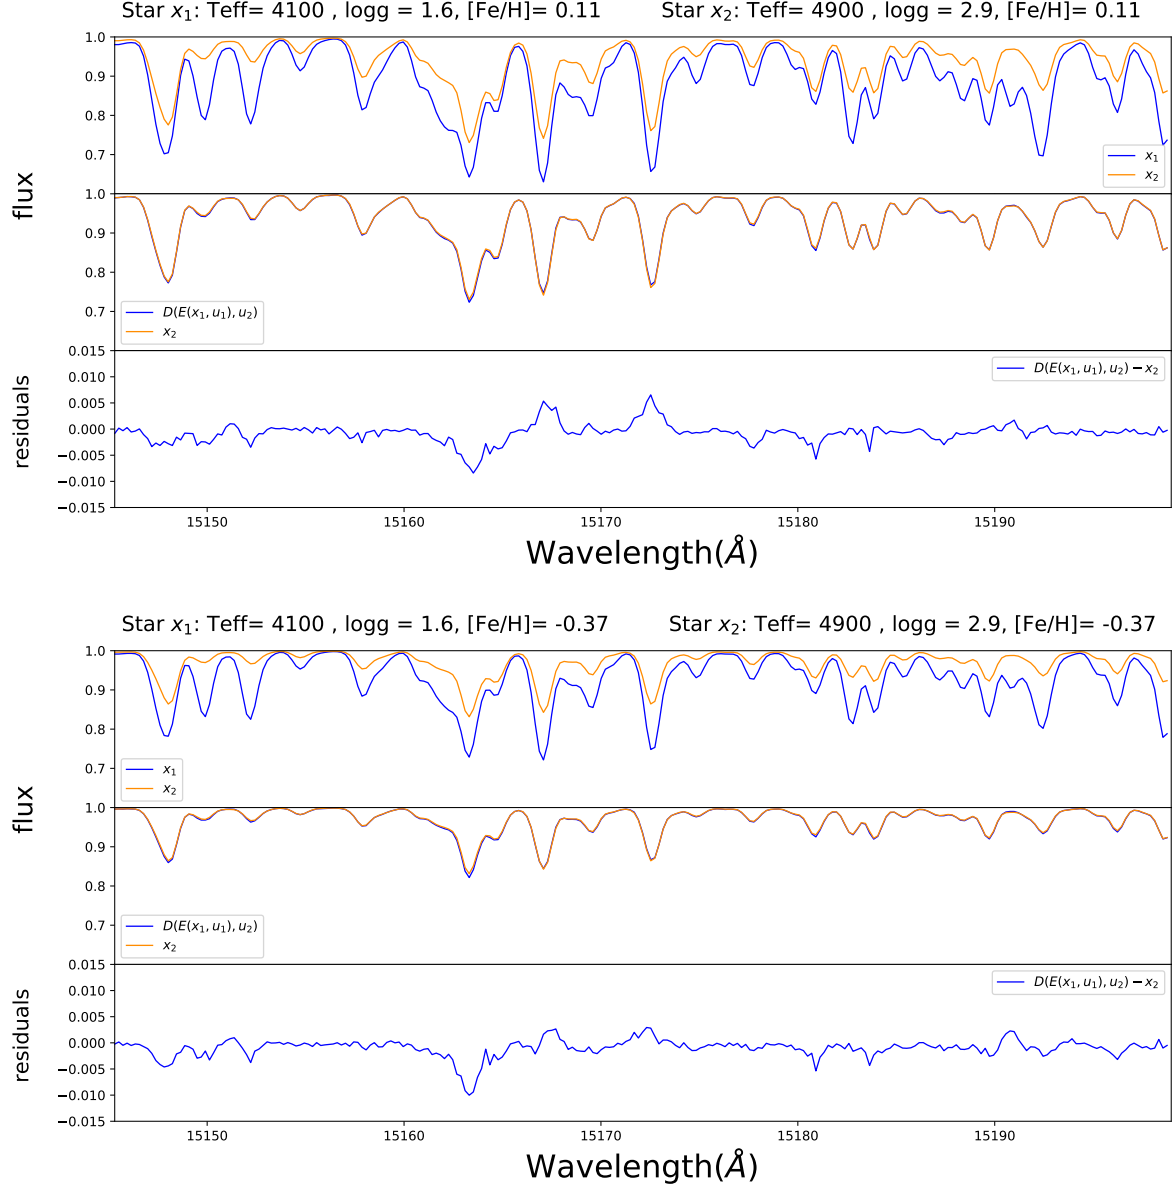 Star x₁: Teff= 4100 , logg = 1.6, [Fe/H]= 0.11 Star x₂: Teff= 4900 , logg = 2.9, [Fe/H]= 0.11
1.0
0.9
0.8
0.7
x₁
x₂
flux
1.0
0.9
0.8
0.7
D(E(x₁, u₁), u₂)
x₂
residuals
0.015
0.010
0.005
0.000
−0.005
−0.010
−0.015
D(E(x₁, u₁), u₂) − x₂
15150 15160 15170 15180 15190
Wavelength(Å)
Star x₁: Teff= 4100 , logg = 1.6, [Fe/H]= -0.37 Star x₂: Teff= 4900 , logg = 2.9, [Fe/H]= -0.37
1.0
0.9
0.8
0.7
x₁
x₂
flux
1.0
0.9
0.8
0.7
D(E(x₁, u₁), u₂)
x₂
residuals
0.015
0.010
0.005
0.000
−0.005
−0.010
−0.015
D(E(x₁, u₁), u₂) − x₂
15150 15160 15170 15180 15190
Wavelength(Å)